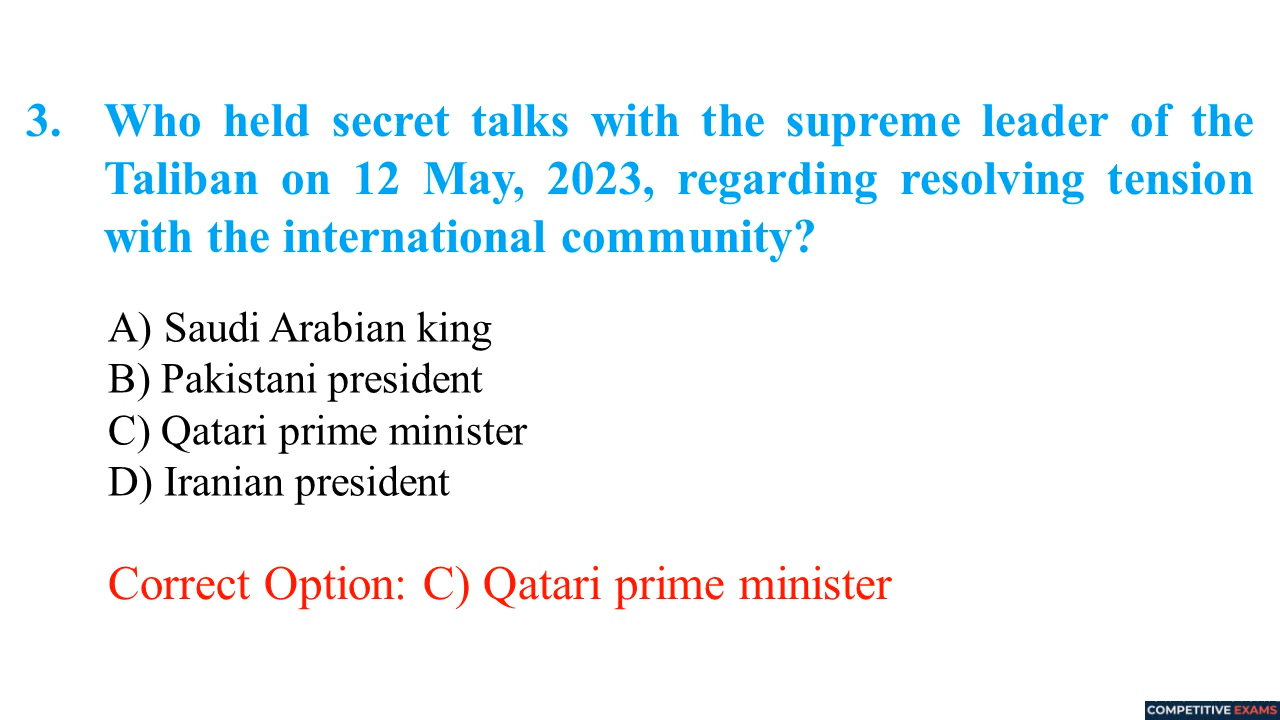 3. Who held secret talks with the supreme leader of the
Taliban on 12 May, 2023, regarding resolving tension
with the international community?
A) Saudi Arabian king
B) Pakistani president
C) Qatari prime minister
D) Iranian president
Correct Option: C) Qatari prime minister
COMPETITIVE EXAMS